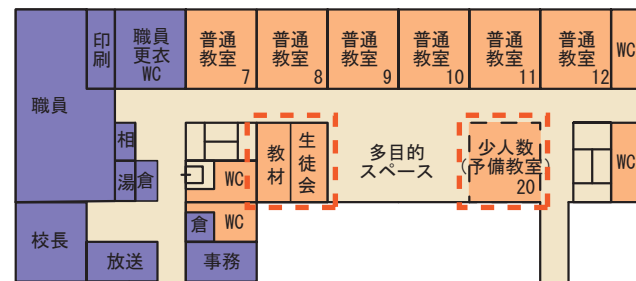 印刷
職員
更衣
WC
普通
教室
7
普通
教室
8
普通
教室
9
普通
教室
10
普通
教室
11
普通
教室
12
WC
職員
相
湯
倉
WC
教材
生徒会
多目的
スペース
少人数
(予備教室)
20
WC
校長
放送
倉
WC
事務